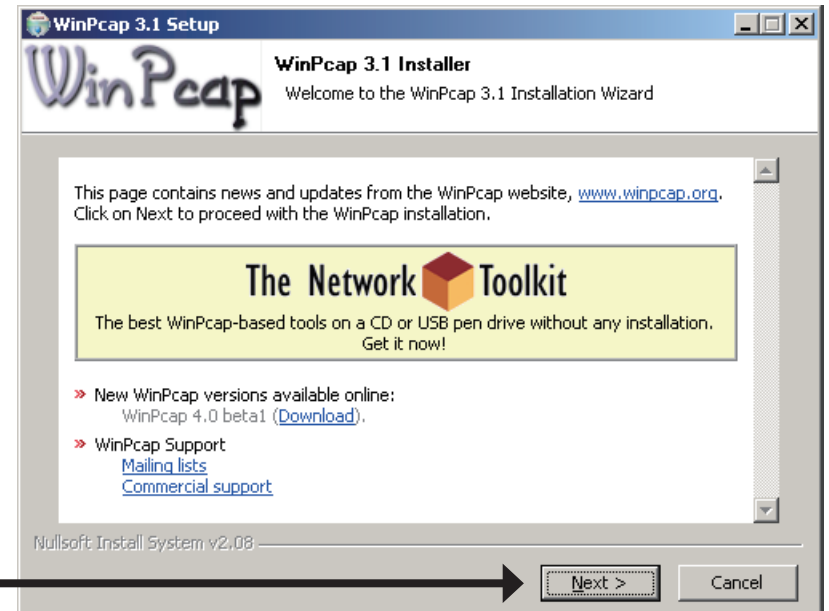 WinPcap 3.1 Setup
WinPcap
WinPcap 3.1 Installer
Welcome to the WinPcap 3.1 Installation Wizard
This page contains news and updates from the WinPcap website, www.winpcap.org.
Click on Next to proceed with the WinPcap installation.
The Network Toolkit
The best WinPcap-based tools on a CD or USB pen drive without any installation.
Get it now!
» New WinPcap versions available online:
WinPcap 4.0 beta1 (Download).
» WinPcap Support
Mailing lists
Commercial support
Nullsoft Install System v2.08
Next >
Cancel